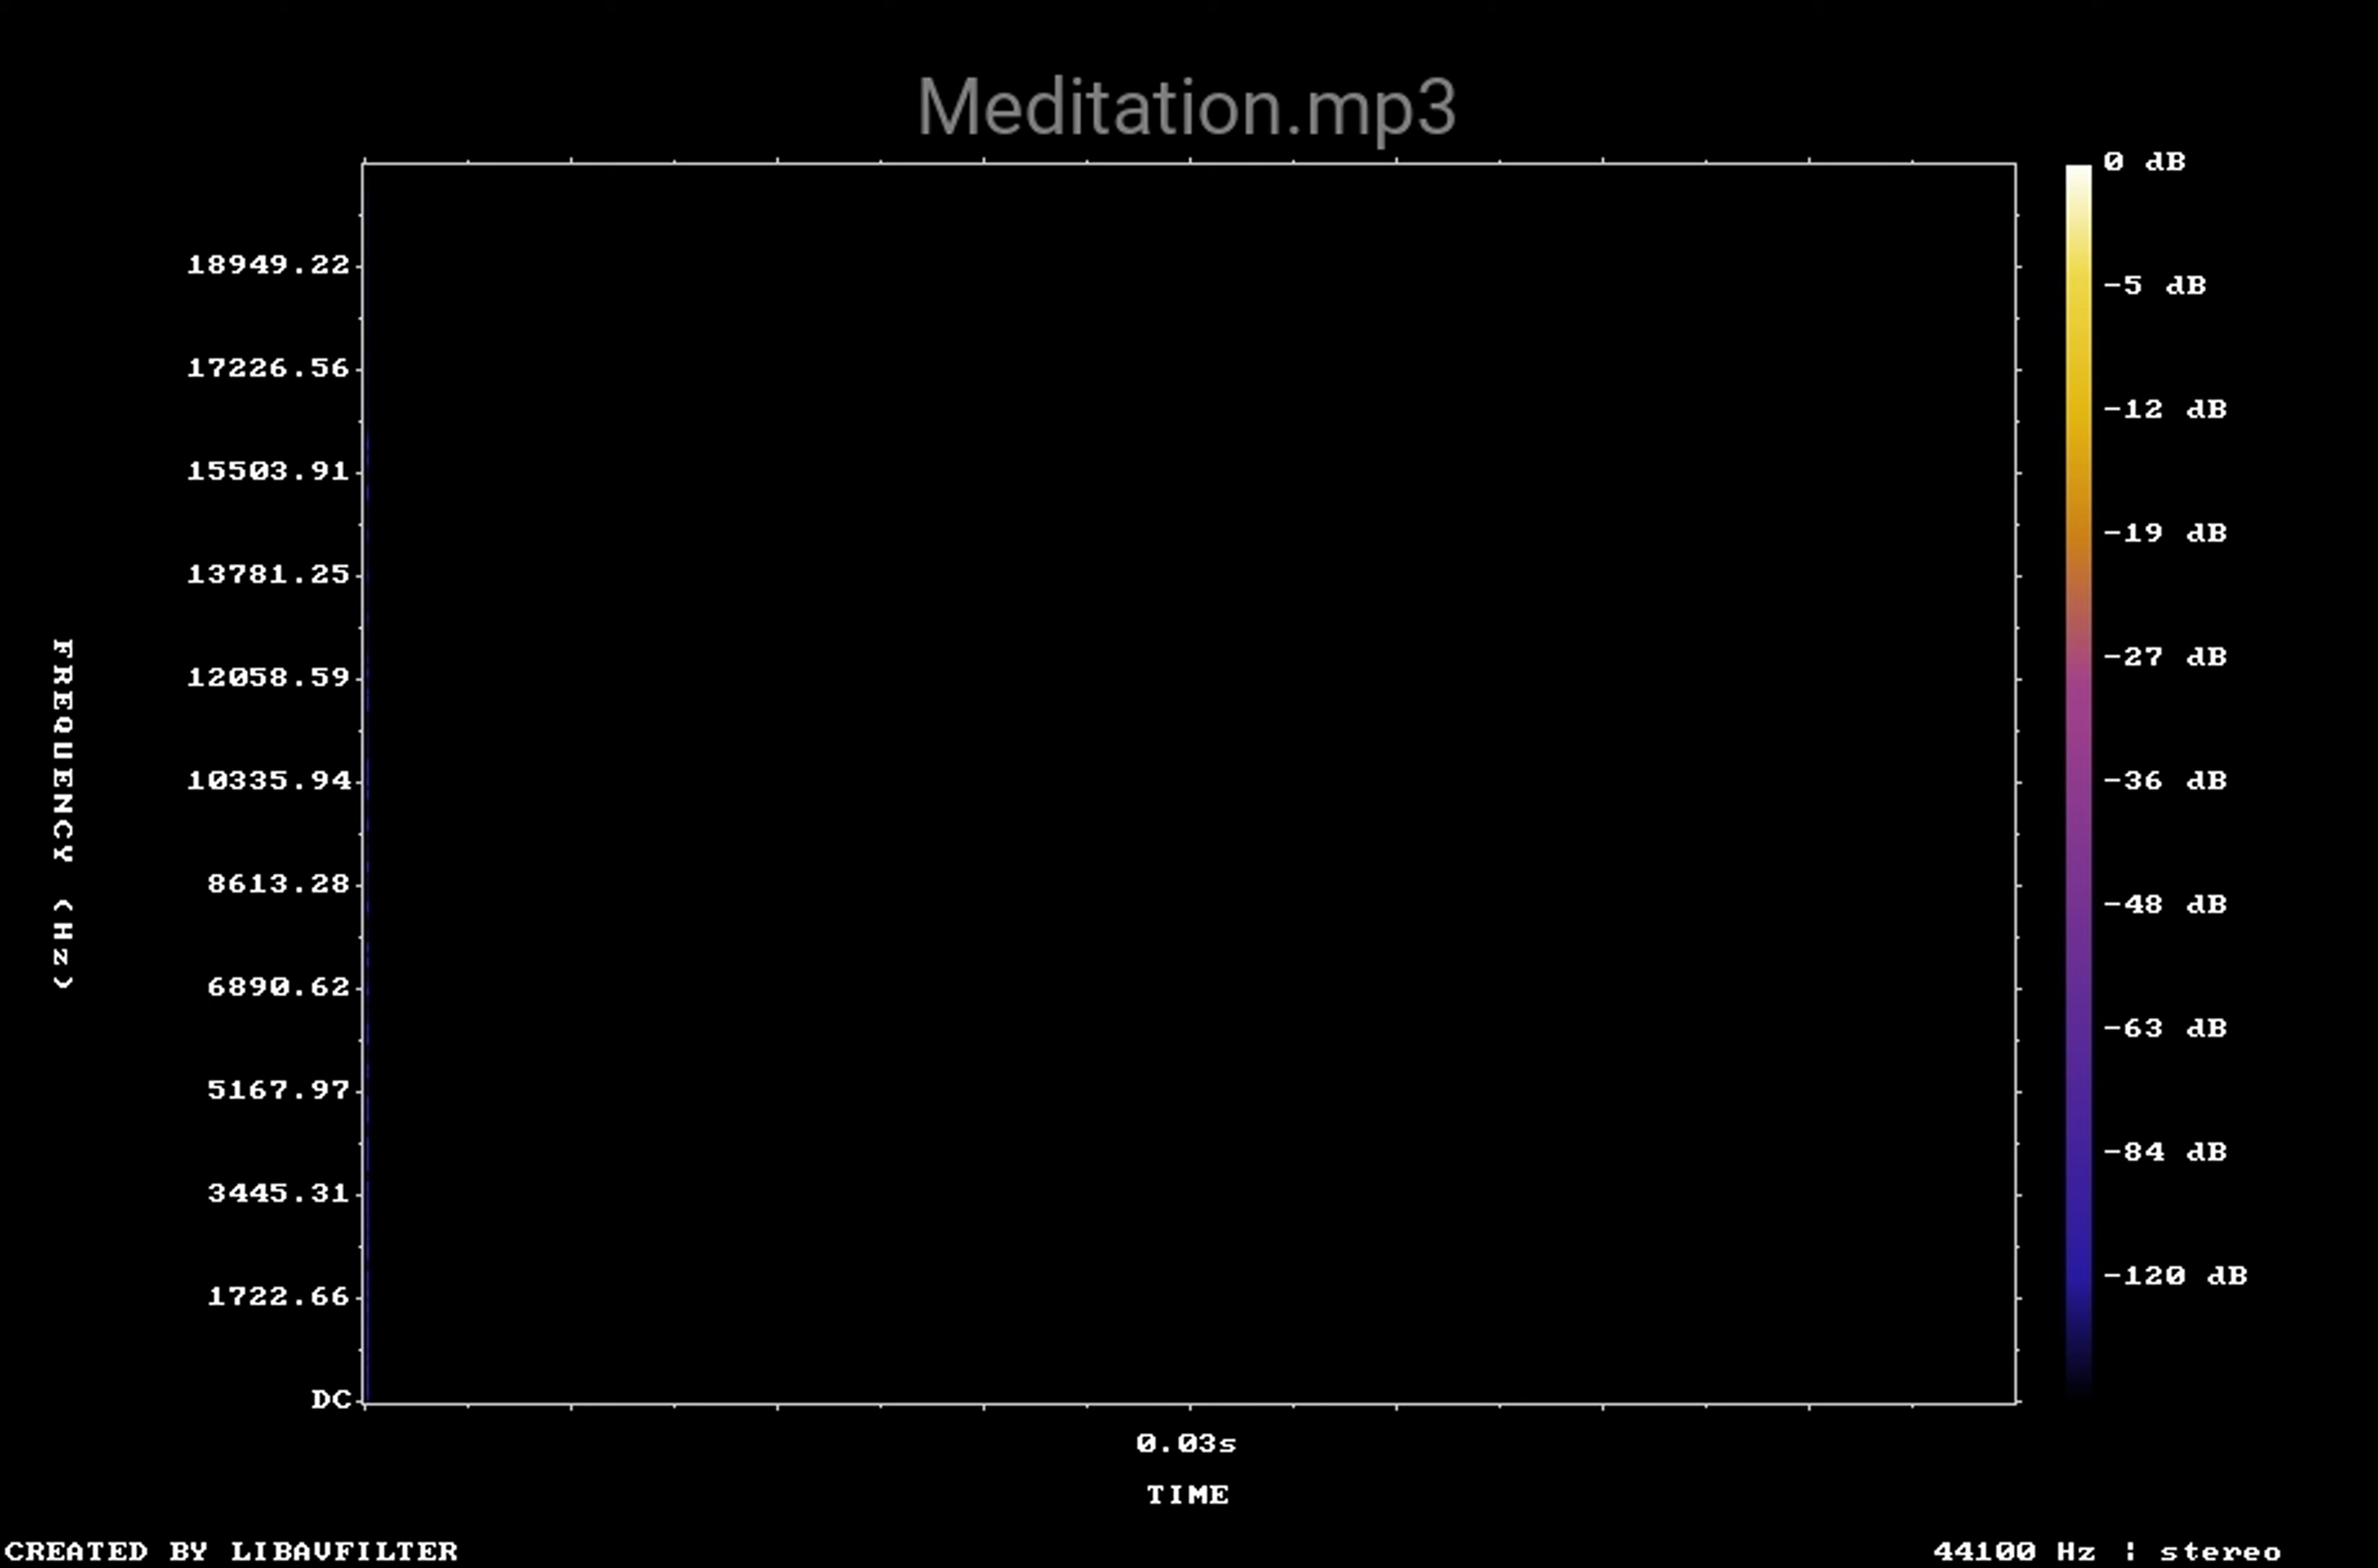 Meditation.mp3
0 dB
18949.22
-5 dB
17226.56
-12 dB
15503.91
-19 dB
13781.25
-27 dB
12058.59
-36 dB
10335.94
-48 dB
8613.28
FREQUENCY (Hz)
6890.62
-63 dB
5167.97
-84 dB
3445.31
-120 dB
1722.66
DC
0.03s
TIME
CREATED BY LIBAVFILTER
44100 Hz | stereo